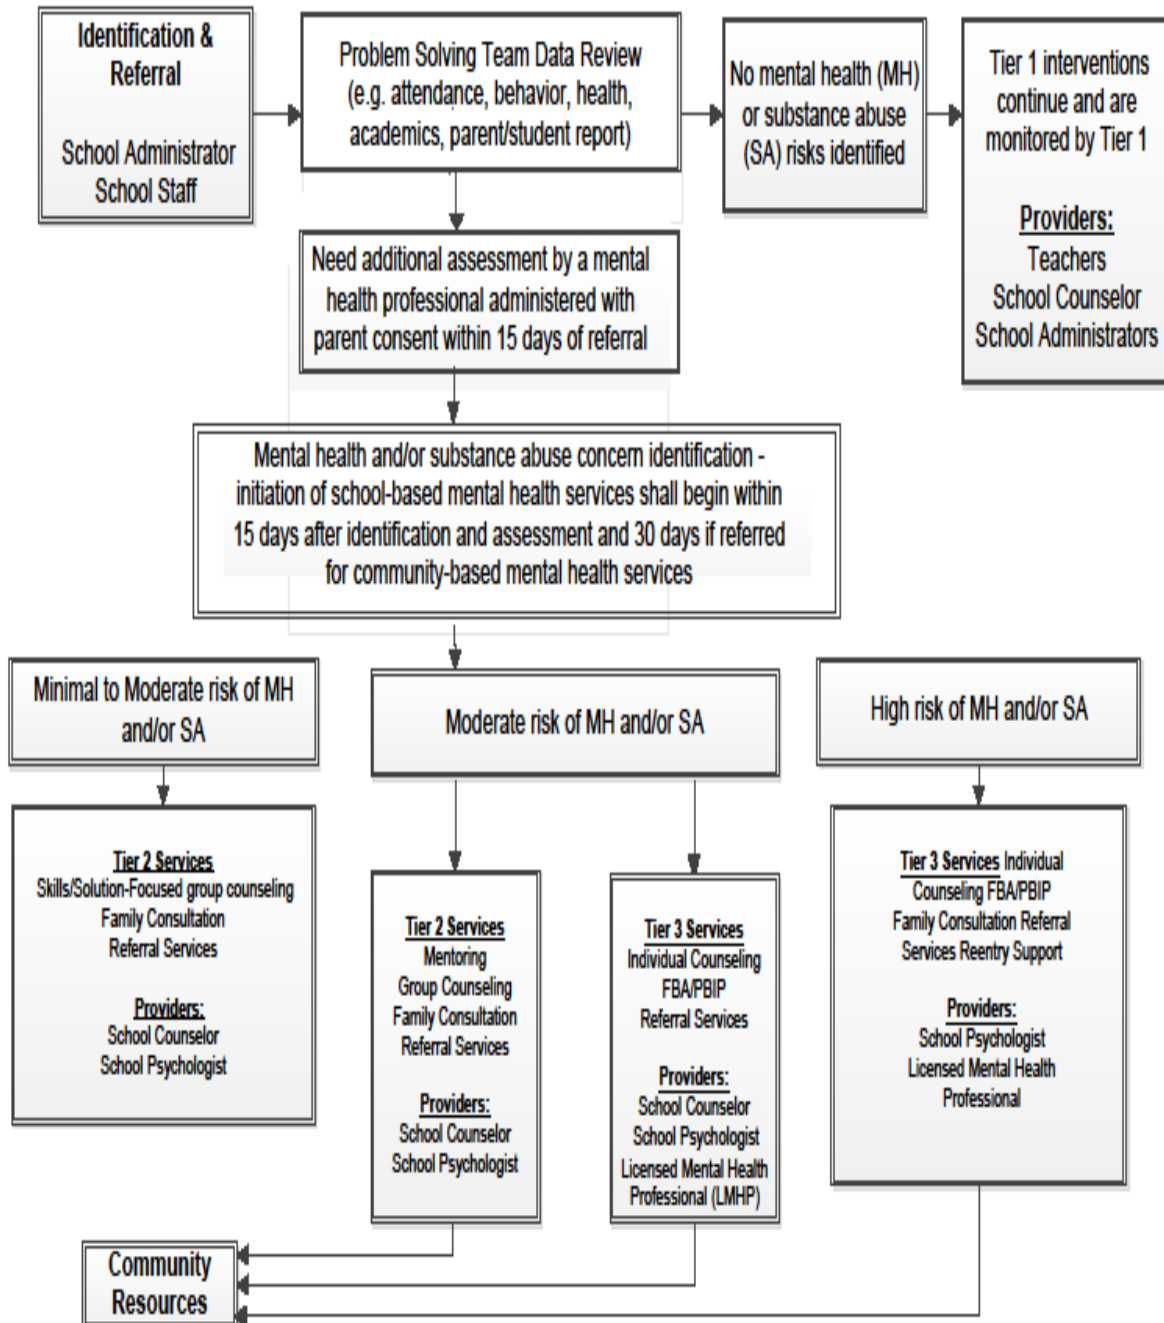 Identification &
Referral
School Administrator
School Staff
Problem Solving Team Data Review
(e.g. attendance, behavior, health,
academics, parent/student report)
No mental health (MH)
or substance abuse
(SA) risks identified
Tier 1 interventions
continue and are
monitored by Tier 1
Providers:
Teachers
School Counselor
School Administrators
Need additional assessment by a mental
health professional administered with
parent consent within 15 days of referral
Mental health and/or substance abuse concern identification -
initiation of school-based mental health services shall begin within
15 days after identification and assessment and 30 days if referred
for community-based mental health services
Minimal to Moderate risk of MH
and/or SA
Moderate risk of MH and/or SA
High risk of MH and/or SA
Tier 2 Services
Skills/Solution-Focused group counseling
Family Consultation
Referral Services
Providers:
School Counselor
School Psychologist
Tier 2 Services
Mentoring
Group Counseling
Family Consultation
Referral Services
Providers:
School Counselor
School Psychologist
Tier 3 Services
Individual Counseling
FBA/PBIP
Referral Services
Providers:
School Counselor
School Psychologist
Licensed Mental Health
Professional (LMHP)
Tier 3 Services Individual
Counseling FBA/PBIP
Family Consultation Referral
Services Reentry Support
Providers:
School Psychologist
Licensed Mental Health
Professional
Community
Resources